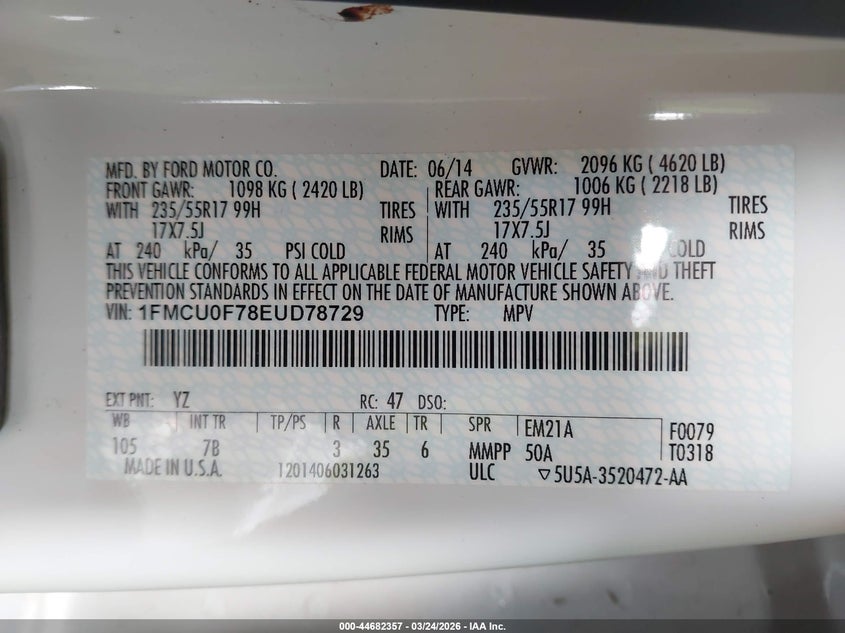 MFD. BY FORD MOTOR CO. DATE: 06/14 GVWR: 2096 KG ( 4620 LB)
FRONT GAWR: 1098 KG ( 2420 LB) REAR GAWR: 1006 KG ( 2218 LB)
WITH 235/55R17 99H TIRES WITH 235/55R17 99H TIRES
17X7.5J RIMS 17X7.5J RIMS
AT 240 kPa/ 35 PSI COLD AT 240 kPa/ 35 COLD
THIS VEHICLE CONFORMS TO ALL APPLICABLE FEDERAL MOTOR VEHICLE SAFETY AND THEFT
PREVENTION STANDARDS IN EFFECT ON THE DATE OF MANUFACTURE SHOWN ABOVE.
VIN: 1FMCU0F78EUD78729 TYPE: MPV
EXT PNT: YZ RC: 47 DSO:
WB INT TR TP/PS R AXLE TR SPR EM21A F0079
105 7B 3 35 6 MMPP 50A T0318
MADE IN U.S.A. 1201406031263 ULC ▽5U5A-3520472-AA
000-44682357 - 03/24/2026 - IAA Inc.